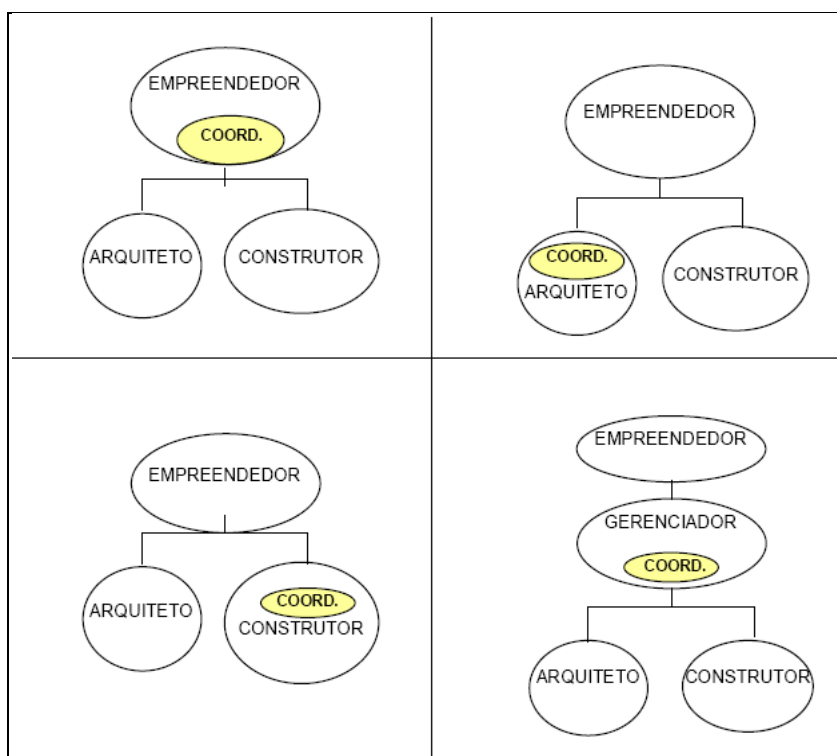 EMPREENDEDOR
COORD.
ARQUITETO
CONSTRUTOR
EMPREENDEDOR
COORD.
ARQUITETO
CONSTRUTOR
EMPREENDEDOR
ARQUITETO
COORD.
CONSTRUTOR
EMPREENDEDOR
GERENCIADOR
COORD.
ARQUITETO
CONSTRUTOR